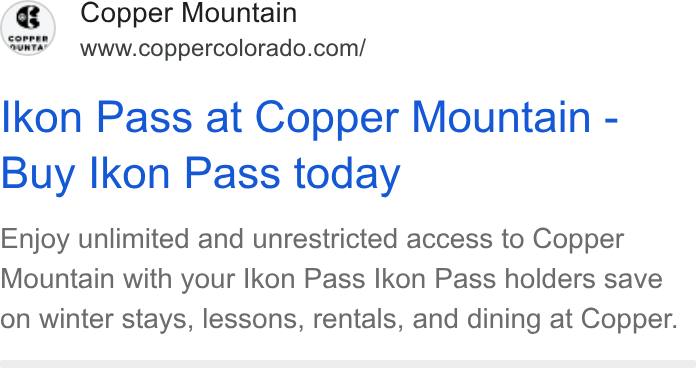 Copper Mountain
COPPER
www.coppercolorado.com/
Ikon Pass at Copper Mountain -
Buy Ikon Pass today
Enjoy unlimited and unrestricted access to Copper
Mountain with your Ikon Pass Ikon Pass holders save
on winter stays, lessons, rentals, and dining at Copper.